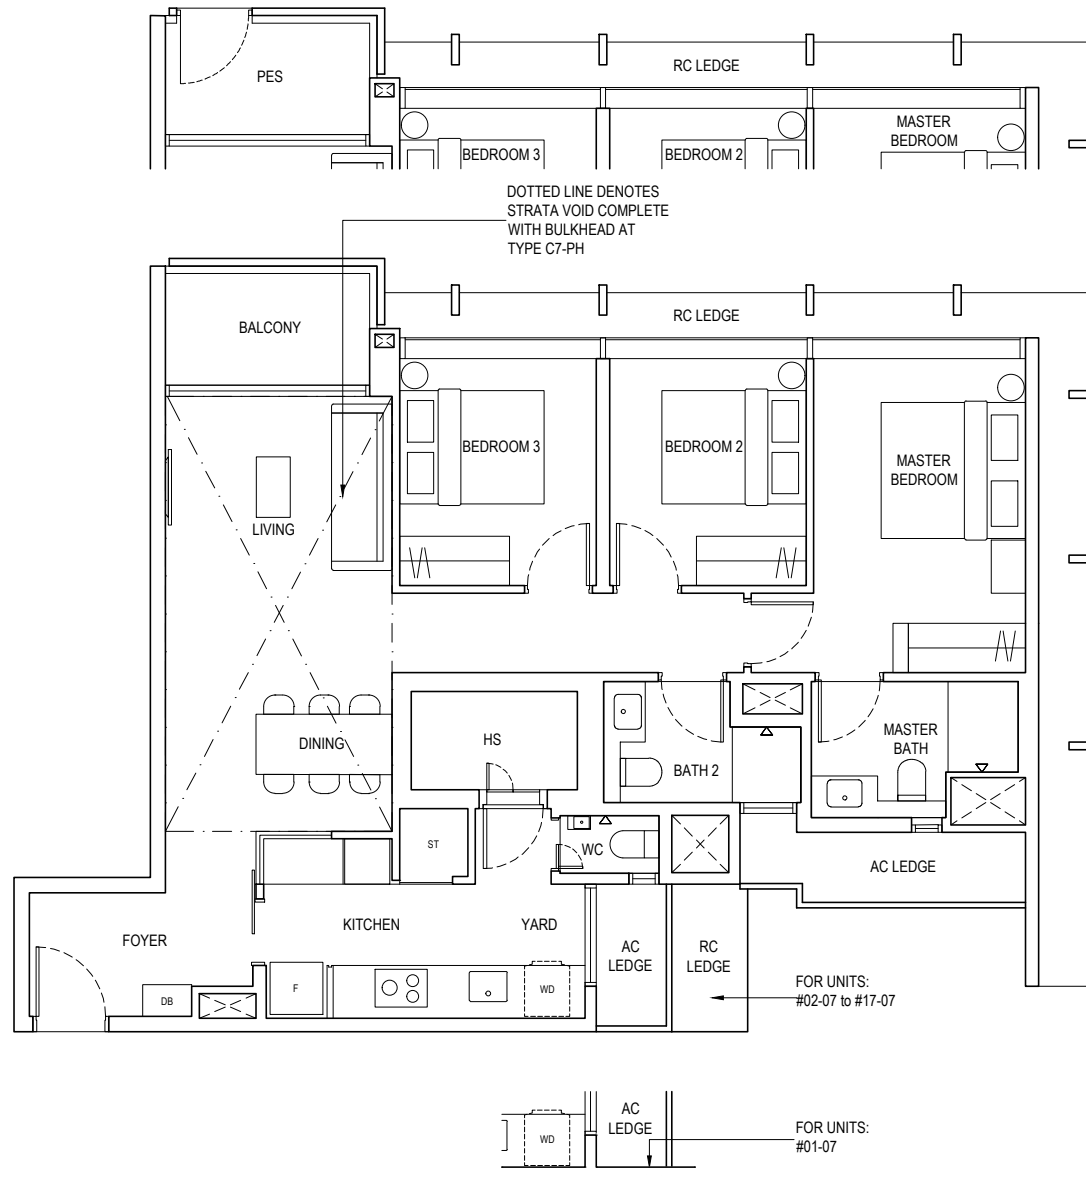 PES
RC LEDGE
MASTER
BEDROOM
BEDROOM 3
BEDROOM 2
DOTTED LINE DENOTES
STRATA VOID COMPLETE
WITH BULKHEAD AT
TYPE C7-PH
BALCONY
RC LEDGE
BEDROOM 3
BEDROOM 2
MASTER
BEDROOM
LIVING
DINING
HS
BATH 2
MASTER
BATH
ST
WC
AC LEDGE
FOYER
KITCHEN
YARD
AC
LEDGE
RC
LEDGE
DB
F
WD
FOR UNITS:
#02-07 to #17-07
WD
AC
LEDGE
FOR UNITS:
#01-07